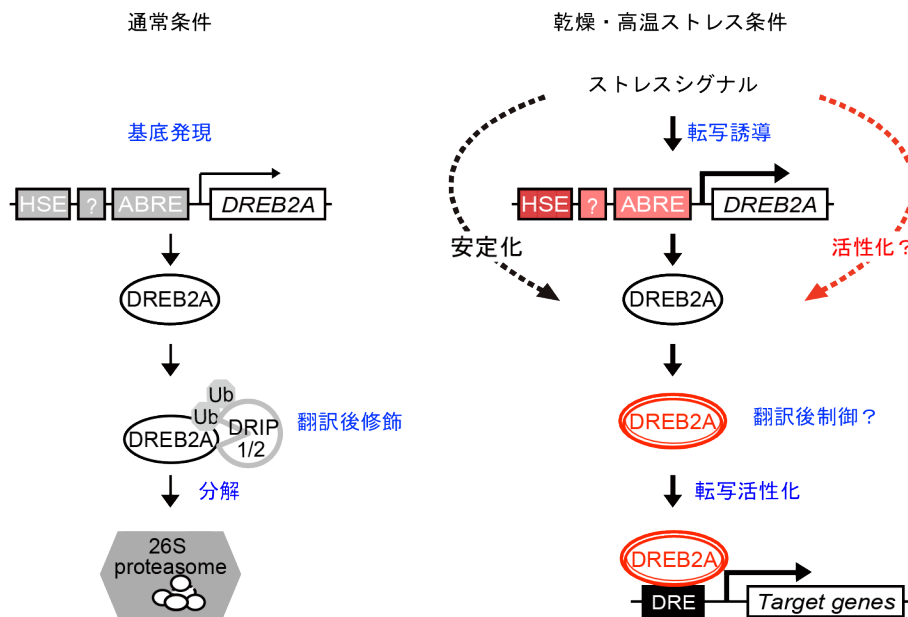 通常条件
基底発現
HSE ? ABRE DREB2A
DREB2A
Ub
Ub
DREB2A DRIP
1/2
翻訳後修飾
分解
26S
proteasome
乾燥・高温ストレス条件
ストレスシグナル
転写誘導
HSE ? ABRE DREB2A
安定化
活性化?
DREB2A
DREB2A
翻訳後制御?
転写活性化
DREB2A
DRE Target genes